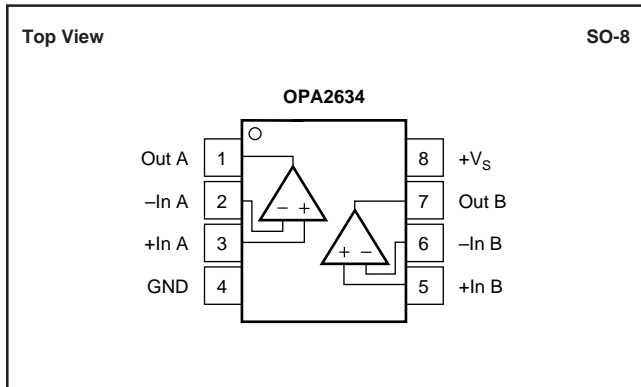 Top View SO-8
OPA2634
Out A 1 8 +VS
–In A 2 7 Out B
– +
+In A 3 6 –In B
+ –
GND 4 5 +In B